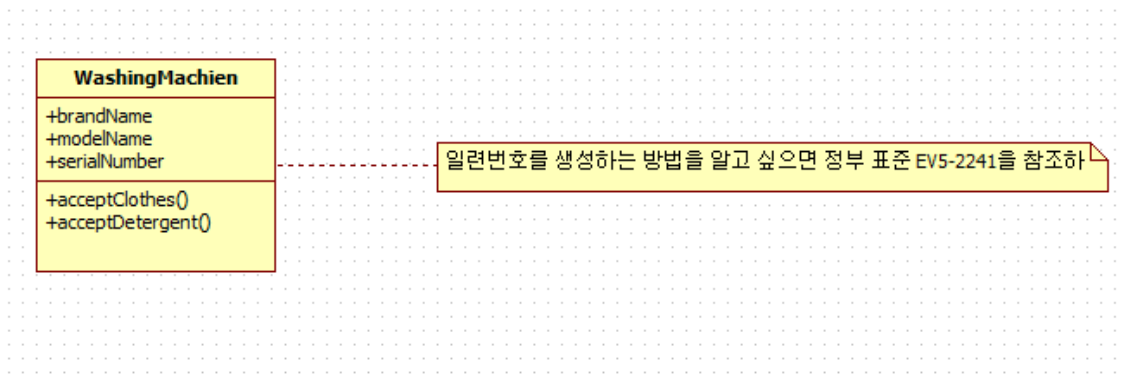 WashingMachien
+brandName
+modelName
+serialNumber
+acceptClothes()
+acceptDetergent()
일련번호를 생성하는 방법을 알고 싶으면 정부 표준 EV5-2241을 참조하